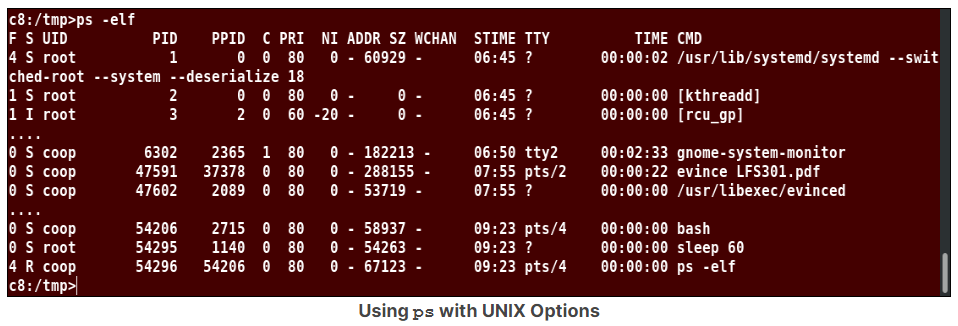 c8:/tmp>ps -elf
F S UID        PID   PPID  C PRI  NI ADDR SZ WCHAN  STIME TTY          TIME CMD
4 S root         1      0  0  80   0 - 60929 -      06:45 ?        00:00:02 /usr/lib/systemd/systemd --swit
ched-root --system --deserialize 18
1 S root         2      0  0  80   0 -     0 -      06:45 ?        00:00:00 [kthreadd]
1 I root         3      2  0  60 -20 -     0 -      06:45 ?        00:00:00 [rcu_gp]
....
0 S coop      6302   2365  1  80   0 - 182213 -     06:50 tty2     00:02:33 gnome-system-monitor
0 S coop     47591  37378  0  80   0 - 288155 -     07:55 pts/2    00:00:22 evince LFS301.pdf
0 S coop     47602   2089  0  80   0 - 53719 -      07:55 ?        00:00:00 /usr/libexec/evinced
....
0 S coop     54206   2715  0  80   0 - 58937 -      09:23 pts/4    00:00:00 bash
0 S root     54295   1140  0  80   0 - 54263 -      09:23 ?        00:00:00 sleep 60
4 R coop     54296  54206  0  80   0 - 67123 -      09:23 pts/4    00:00:00 ps -elf
c8:/tmp>
Using ps with UNIX Options